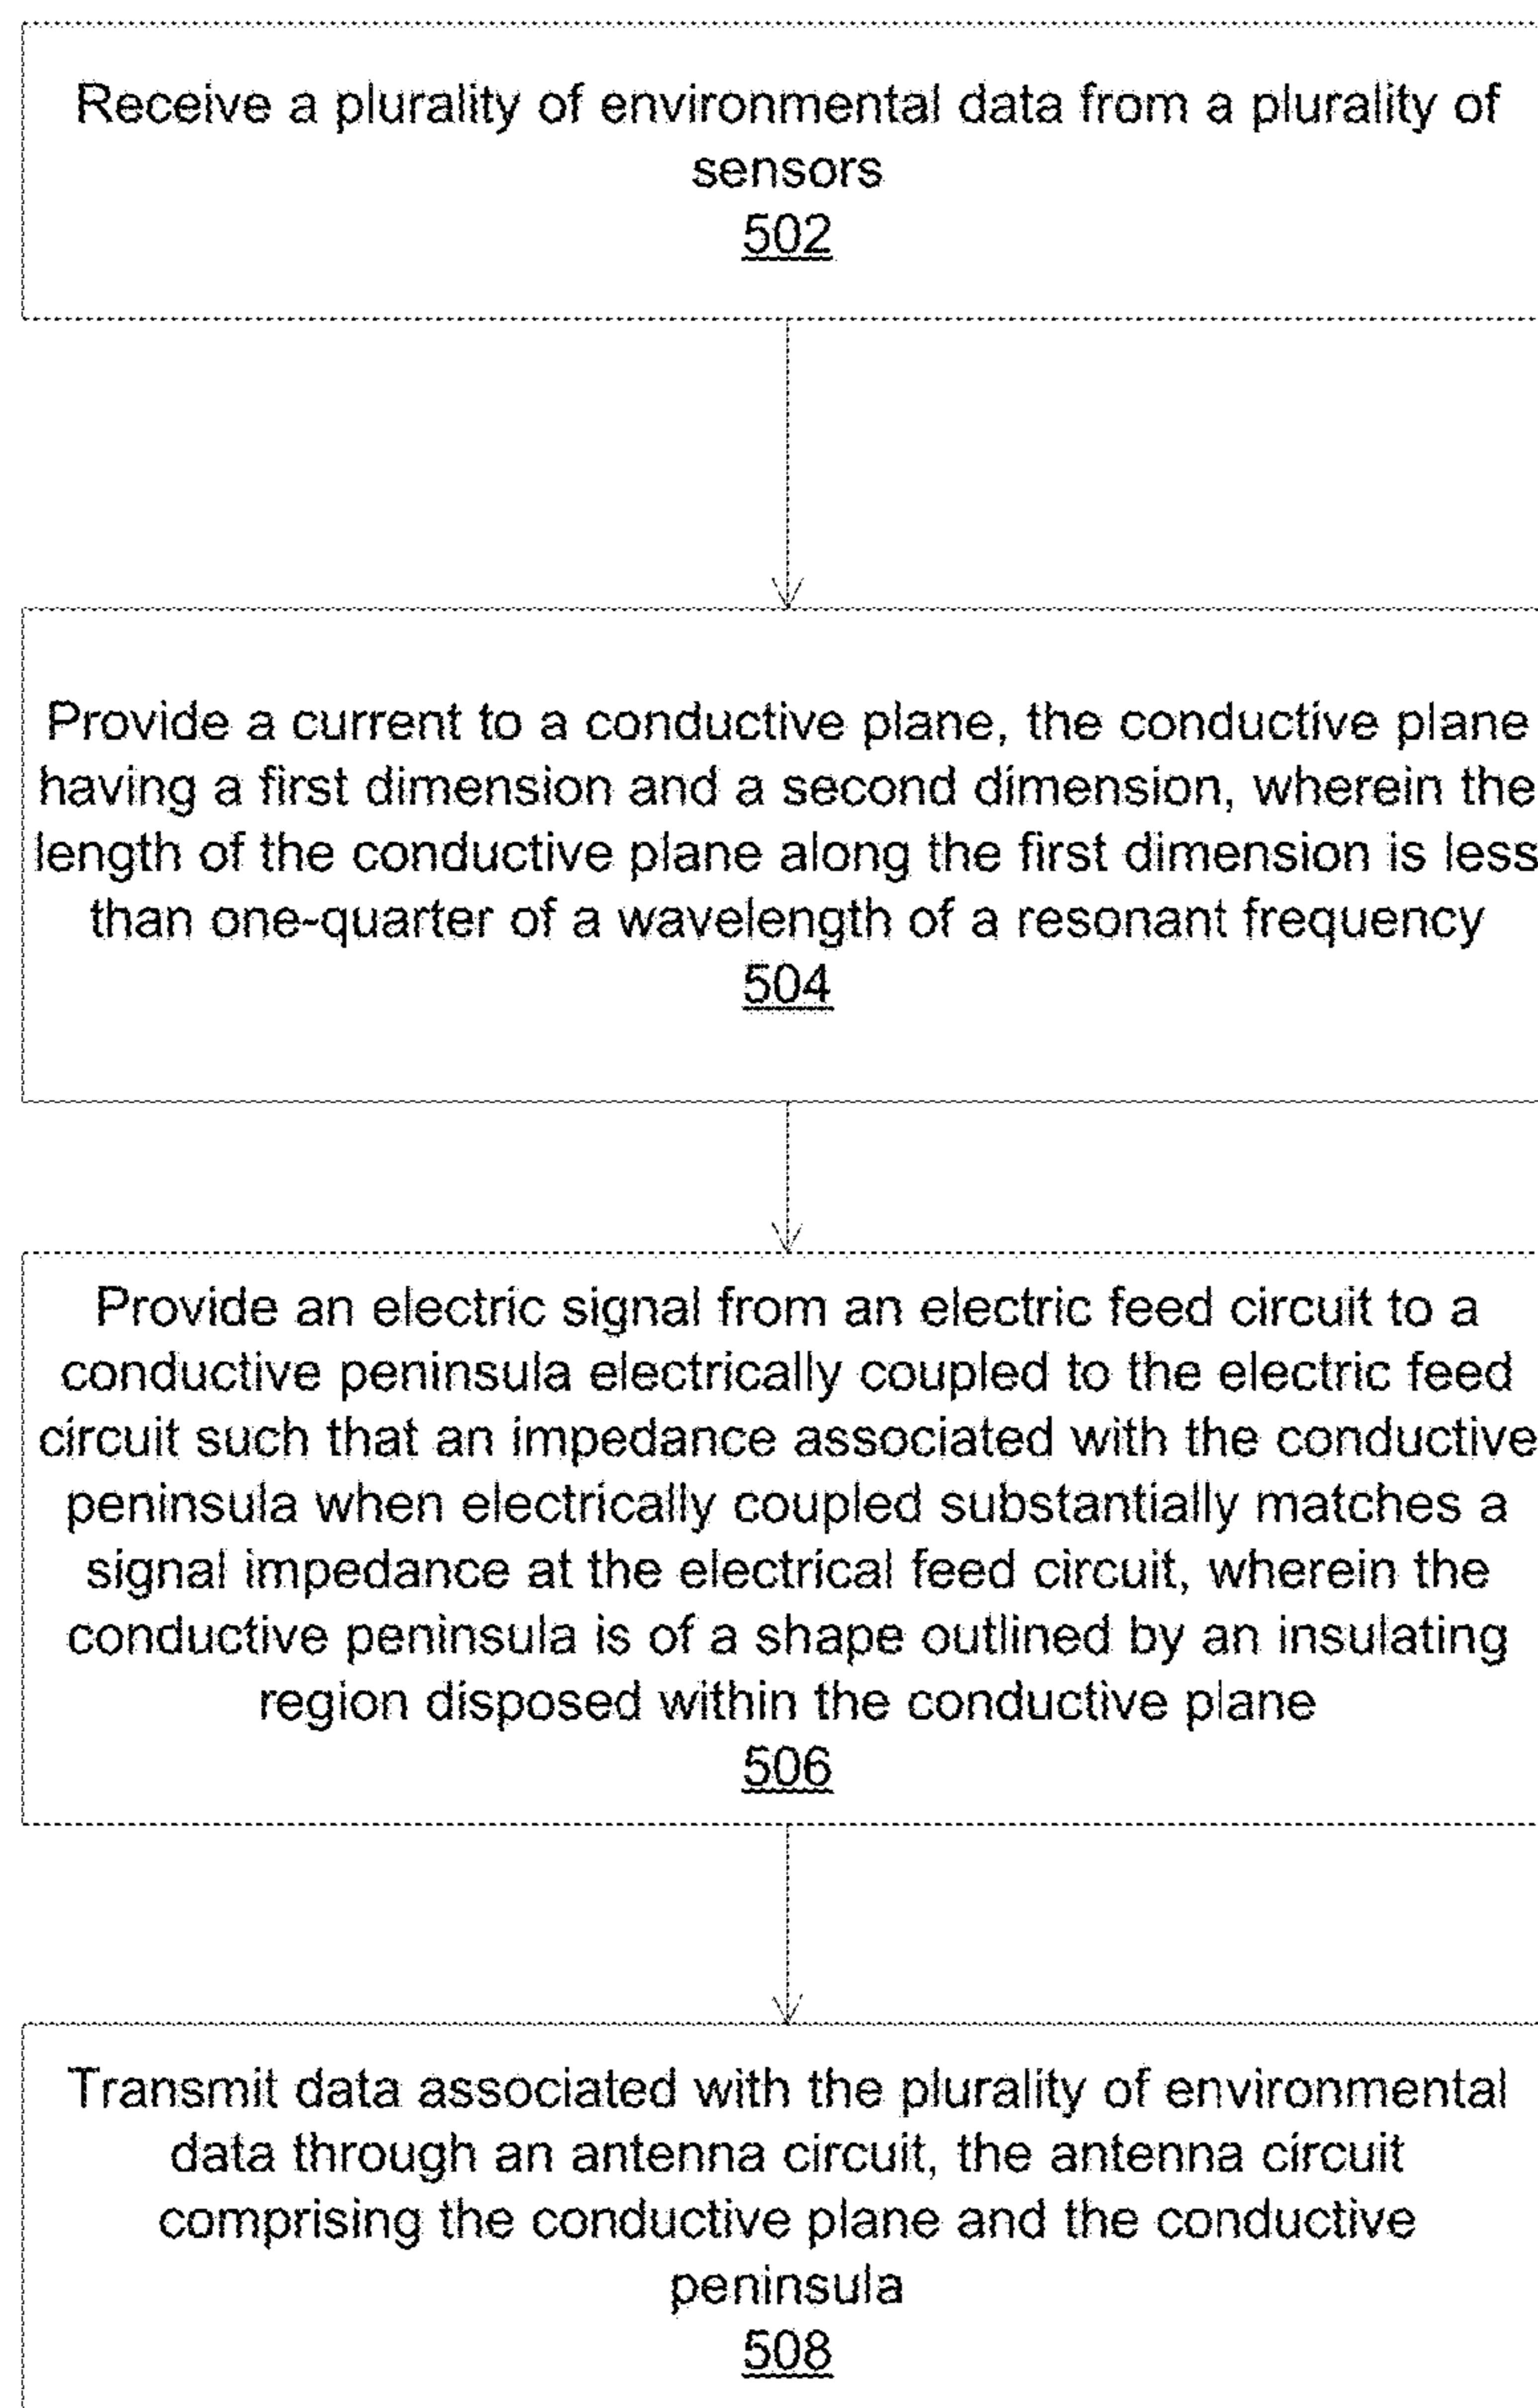 Receive a plurality of environmental data from a plurality of
sensors
502
Provide a current to a conductive plane, the conductive plane
having a first dimension and a second dimension, wherein the
length of the conductive plane along the first dimension is less
than one-quarter of a wavelength of a resonant frequency
504
Provide an electric signal from an electric feed circuit to a
conductive peninsula electrically coupled to the electric feed
circuit such that an impedance associated with the conductive
peninsula when electrically coupled substantially matches a
signal impedance at the electrical feed circuit, wherein the
conductive peninsula is of a shape outlined by an insulating
region disposed within the conductive plane
506
Transmit data associated with the plurality of environmental
data through an antenna circuit, the antenna circuit
comprising the conductive plane and the conductive
peninsula
508